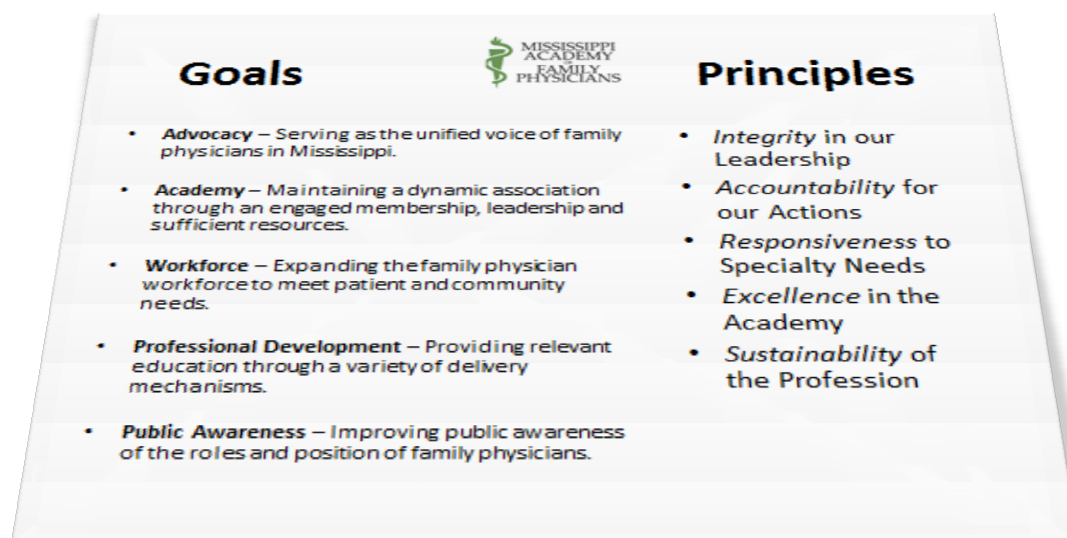 Goals
• Advocacy – Serving as the unified voice of family
physicians in Mississippi.
• Academy – Maintaining a dynamic association
through an engaged membership, leadership and
sufficient resources.
• Workforce – Expanding the family physician
workforce to meet patient and community
needs.
• Professional Development – Providing relevant
education through a variety of delivery
mechanisms.
• Public Awareness – Improving public awareness
of the roles and position of family physicians.
MISSISSIPPI
ACADEMY
OF
FAMILY
PHYSICIANS
Principles
• Integrity in our
Leadership
• Accountability for
our Actions
• Responsiveness to
Specialty Needs
• Excellence in the
Academy
• Sustainability of
the Profession